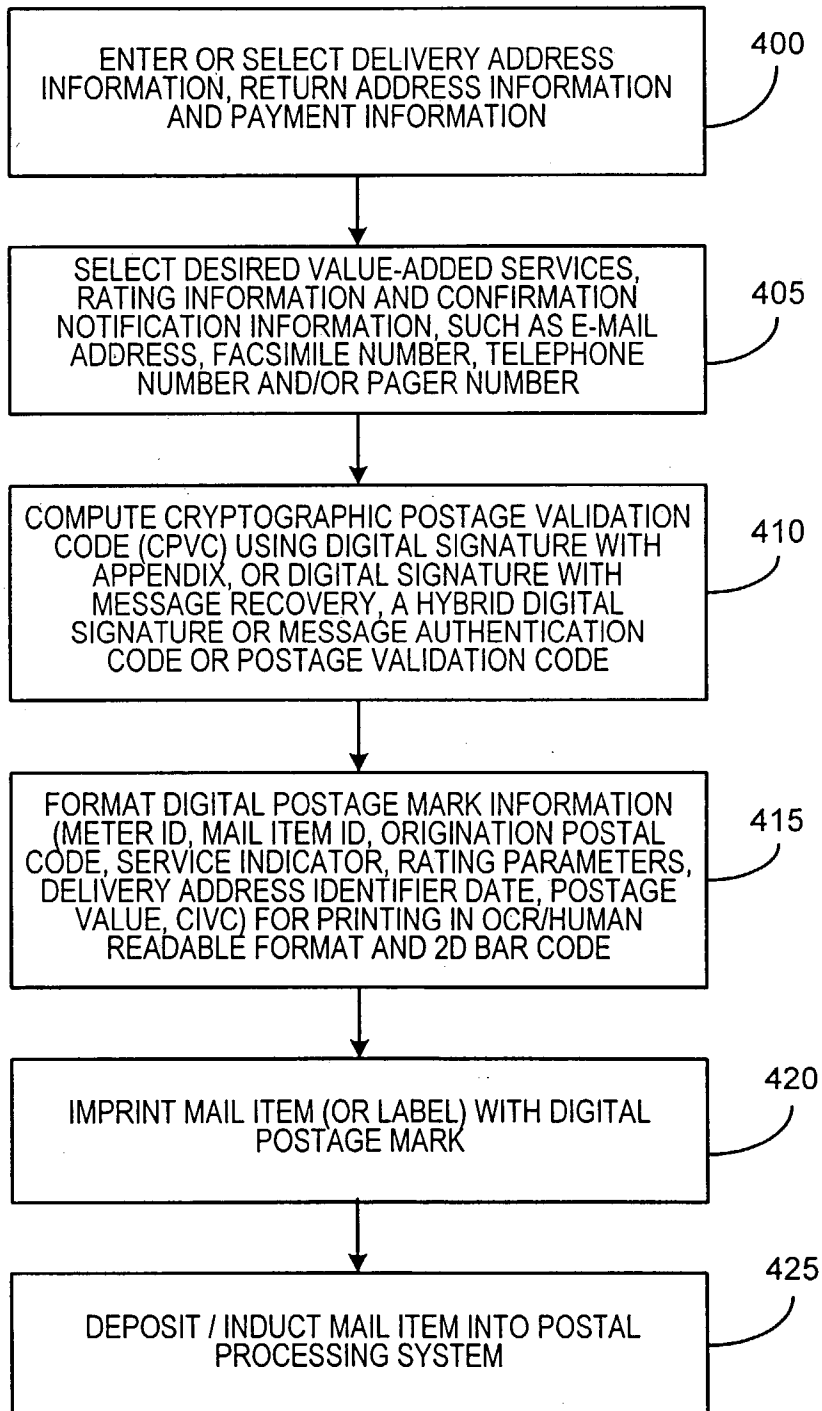 ENTER OR SELECT DELIVERY ADDRESS
INFORMATION, RETURN ADDRESS INFORMATION
AND PAYMENT INFORMATION
400
SELECT DESIRED VALUE-ADDED SERVICES,
RATING INFORMATION AND CONFIRMATION
NOTIFICATION INFORMATION, SUCH AS E-MAIL
ADDRESS, FACSIMILE NUMBER, TELEPHONE
NUMBER AND/OR PAGER NUMBER
405
COMPUTE CRYPTOGRAPHIC POSTAGE VALIDATION
CODE (CPVC) USING DIGITAL SIGNATURE WITH
APPENDIX, OR DIGITAL SIGNATURE WITH
MESSAGE RECOVERY, A HYBRID DIGITAL
SIGNATURE OR MESSAGE AUTHENTICATION
CODE OR POSTAGE VALIDATION CODE
410
FORMAT DIGITAL POSTAGE MARK INFORMATION
(METER ID, MAIL ITEM ID, ORIGINATION POSTAL
CODE, SERVICE INDICATOR, RATING PARAMETERS,
DELIVERY ADDRESS IDENTIFIER DATE, POSTAGE
VALUE, CIVC) FOR PRINTING IN OCR/HUMAN
READABLE FORMAT AND 2D BAR CODE
415
IMPRINT MAIL ITEM (OR LABEL) WITH DIGITAL
POSTAGE MARK
420
DEPOSIT / INDUCT MAIL ITEM INTO POSTAL
PROCESSING SYSTEM
425